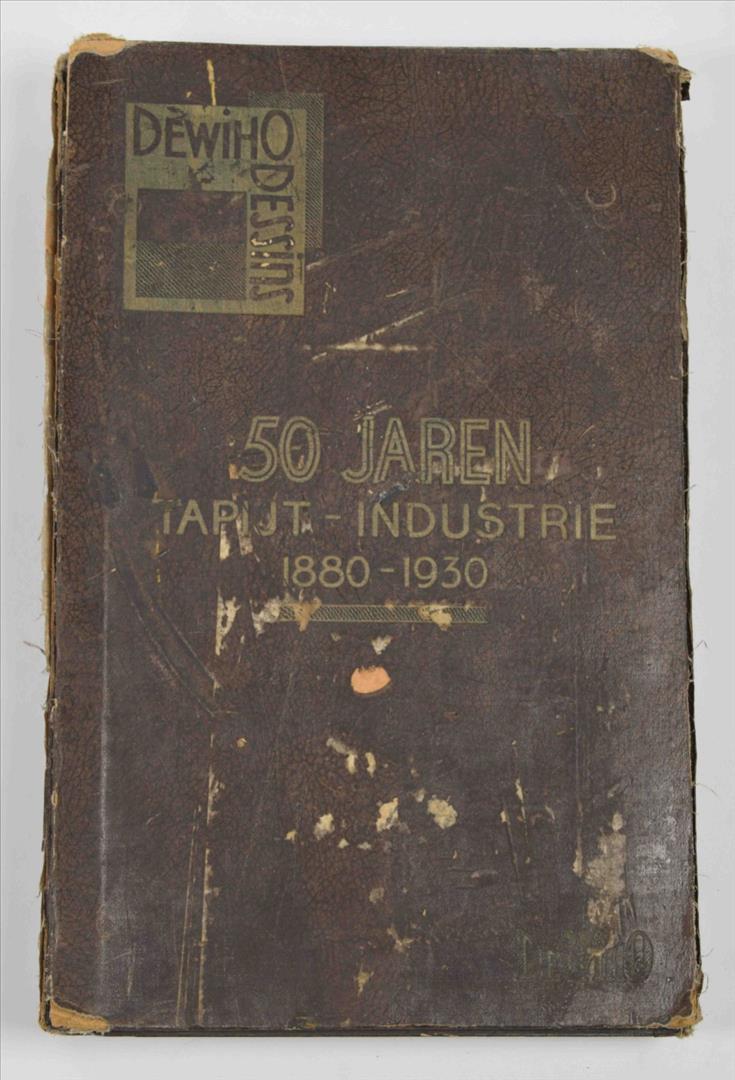 DEWIHO
DESSINS
50 JAREN
TAPIJT - INDUSTRIE
1880 - 1930